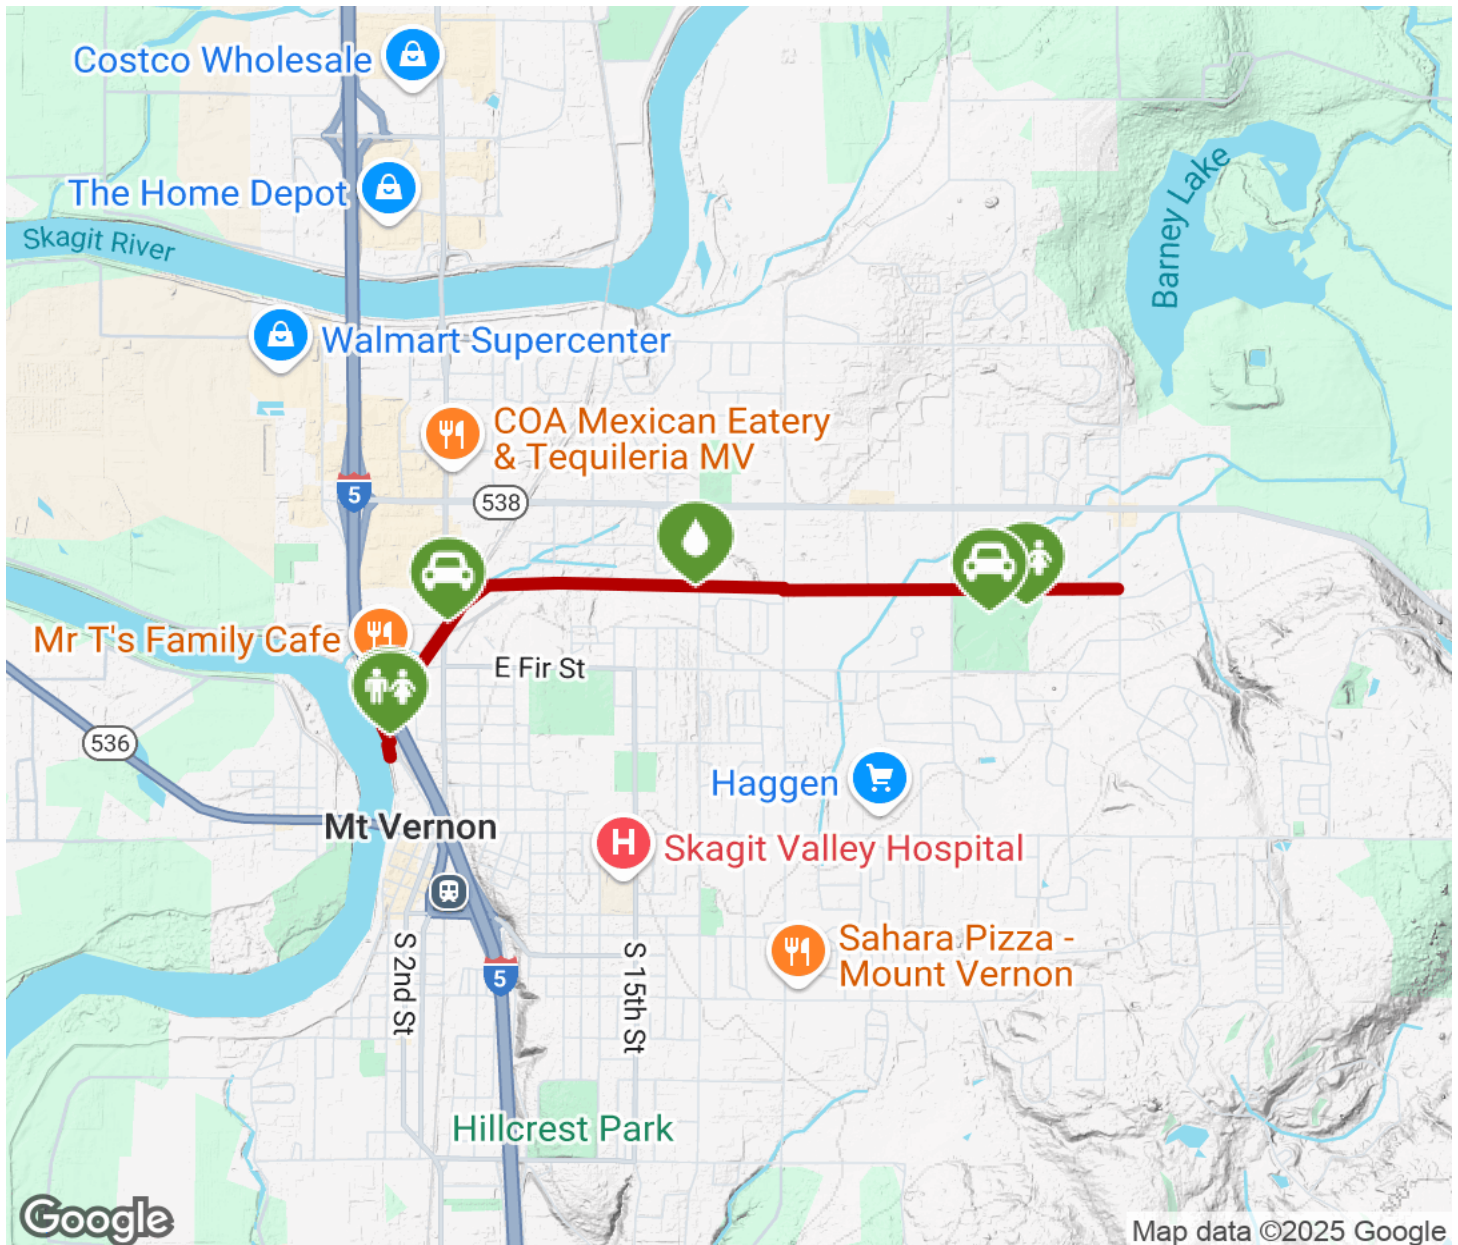 Costco Wholesale
The Home Depot
Skagit River
Barney Lake
Walmart Supercenter
COA Mexican Eatery
& Tequileria MV
5
538
Mr T's Family Cafe
E Fir St
536
Haggen
Mt Vernon
H
Skagit Valley Hospital
S 2nd St
S 15th St
5
Sahara Pizza -
Mount Vernon
Hillcrest Park
Google
Map data ©2025 Google